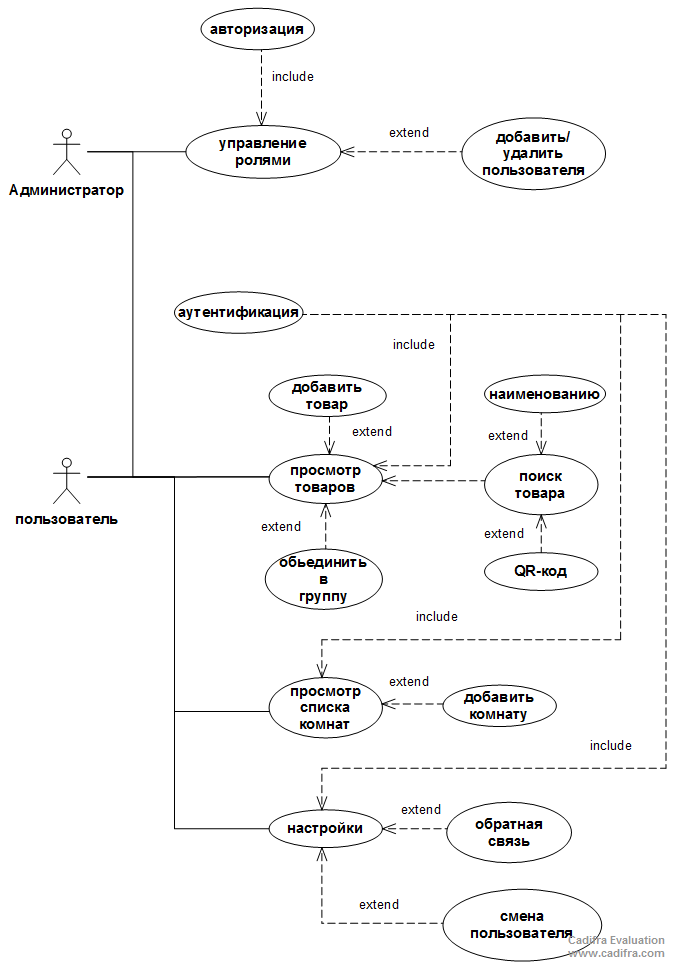 авторизация
include
управление
ролями
extend
добавить/
удалить
пользователя
Администратор
аутентификация
include
добавить
товар
extend
наименованию
extend
просмотр
товаров
поиск
товара
пользователь
extend
extend
обьединить
в
группу
QR-код
include
просмотр
списка
комнат
extend
добавить
комнату
include
настройки
extend
обратная
связь
extend
смена
пользователя
Cadifra Evaluation
www.cadifra.com